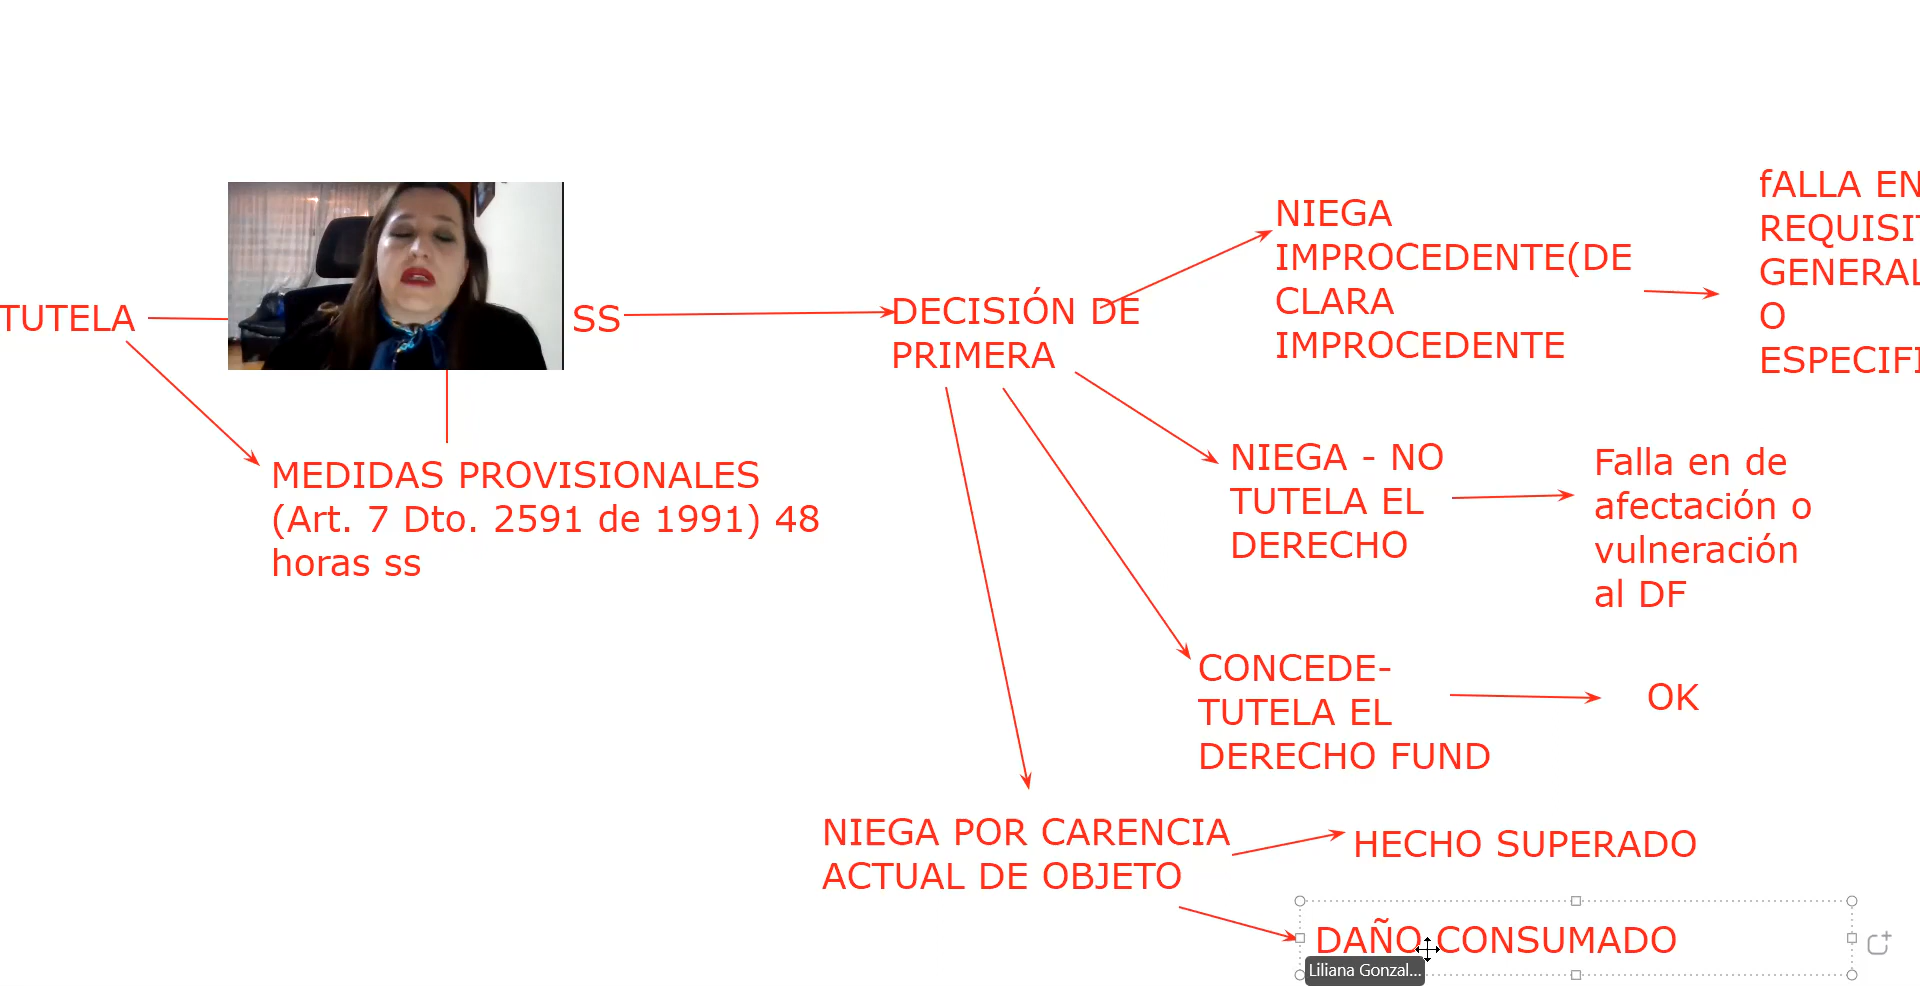 TUTELA
SS
MEDIDAS PROVISIONALES
(Art. 7 Dto. 2591 de 1991) 48
horas ss
DECISIÓN DE
PRIMERA
NIEGA
IMPROCEDENTE(DE
CLARA
IMPROCEDENTE
fALLA EN
REQUISIT
GENERAL
O
ESPECIFI
NIEGA - NO
TUTELA EL
DERECHO
Falla en de
afectación o
vulneración
al DF
CONCEDE-
TUTELA EL
DERECHO FUND
OK
NIEGA POR CARENCIA
ACTUAL DE OBJETO
HECHO SUPERADO
DAÑO CONSUMADO
Liliana Gonzal...